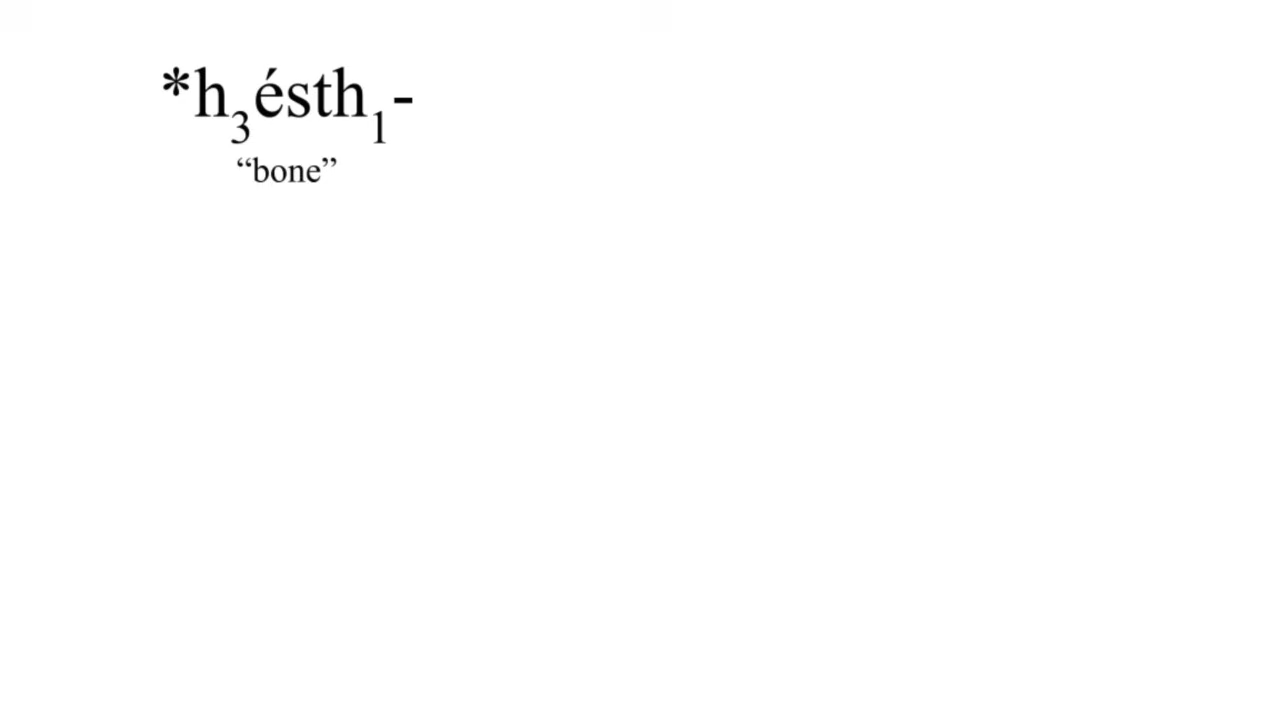 *h₃ésth₁-
“bone”